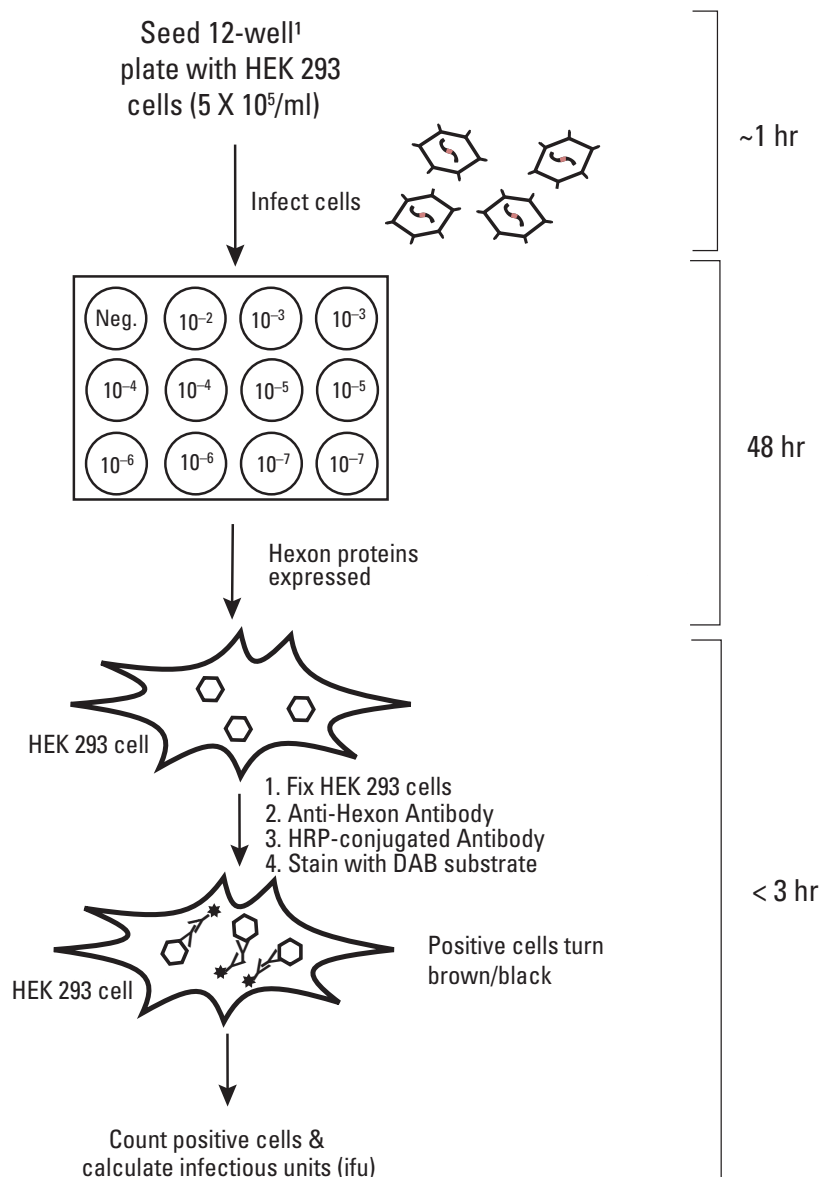 Seed 12-well¹
plate with HEK 293
cells (5 X 10⁵/ml)
~1 hr
Infect cells
Neg. 10⁻² 10⁻³ 10⁻³
10⁻⁴ 10⁻⁴ 10⁻⁵ 10⁻⁵
10⁻⁶ 10⁻⁶ 10⁻⁷ 10⁻⁷
48 hr
Hexon proteins
expressed
HEK 293 cell
1. Fix HEK 293 cells
2. Anti-Hexon Antibody
3. HRP-conjugated Antibody
4. Stain with DAB substrate
< 3 hr
Positive cells turn
brown/black
HEK 293 cell
Count positive cells &
calculate infectious units (ifu)